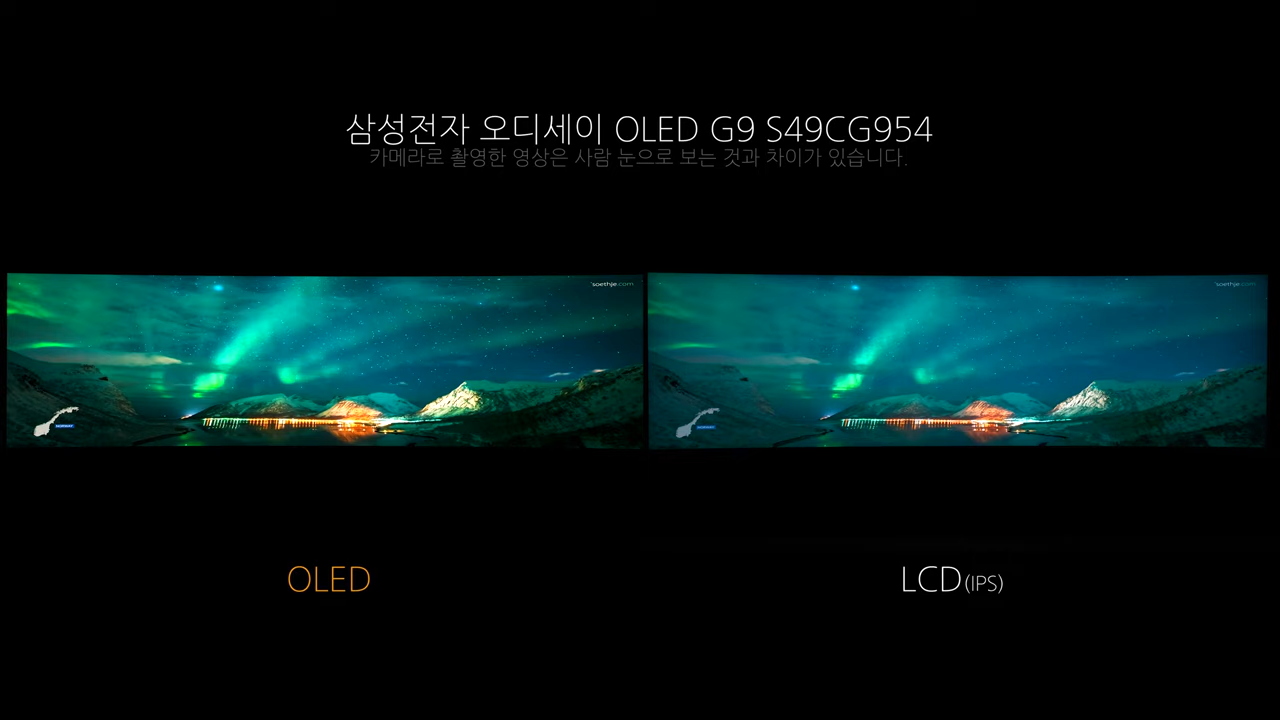 삼성전자 오디세이 OLED G9 S49CG954
카메라로 촬영한 영상은 사람 눈으로 보는 것과 차이가 있습니다.
soethje.com
soethje.com
OLED
LCD(IPS)